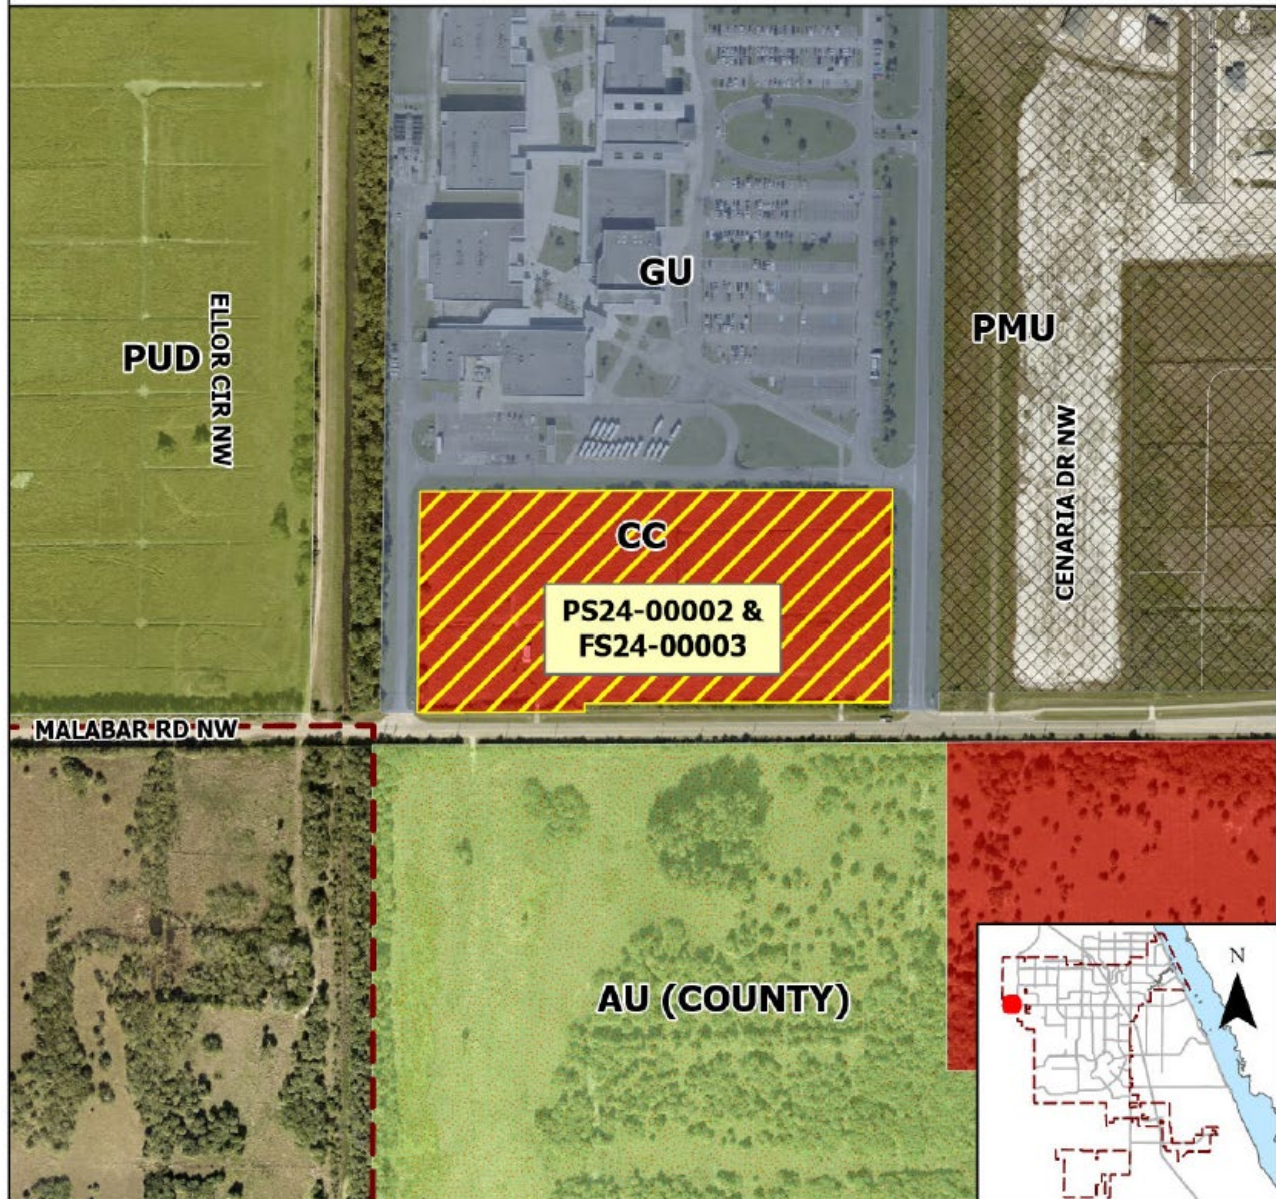 GU
PMU
PUD
ELLOR CIR NW
CENARIA DR NW
CC
PS24-00002 &
FS24-00003
MALABAR RD NW
AU (COUNTY)
N